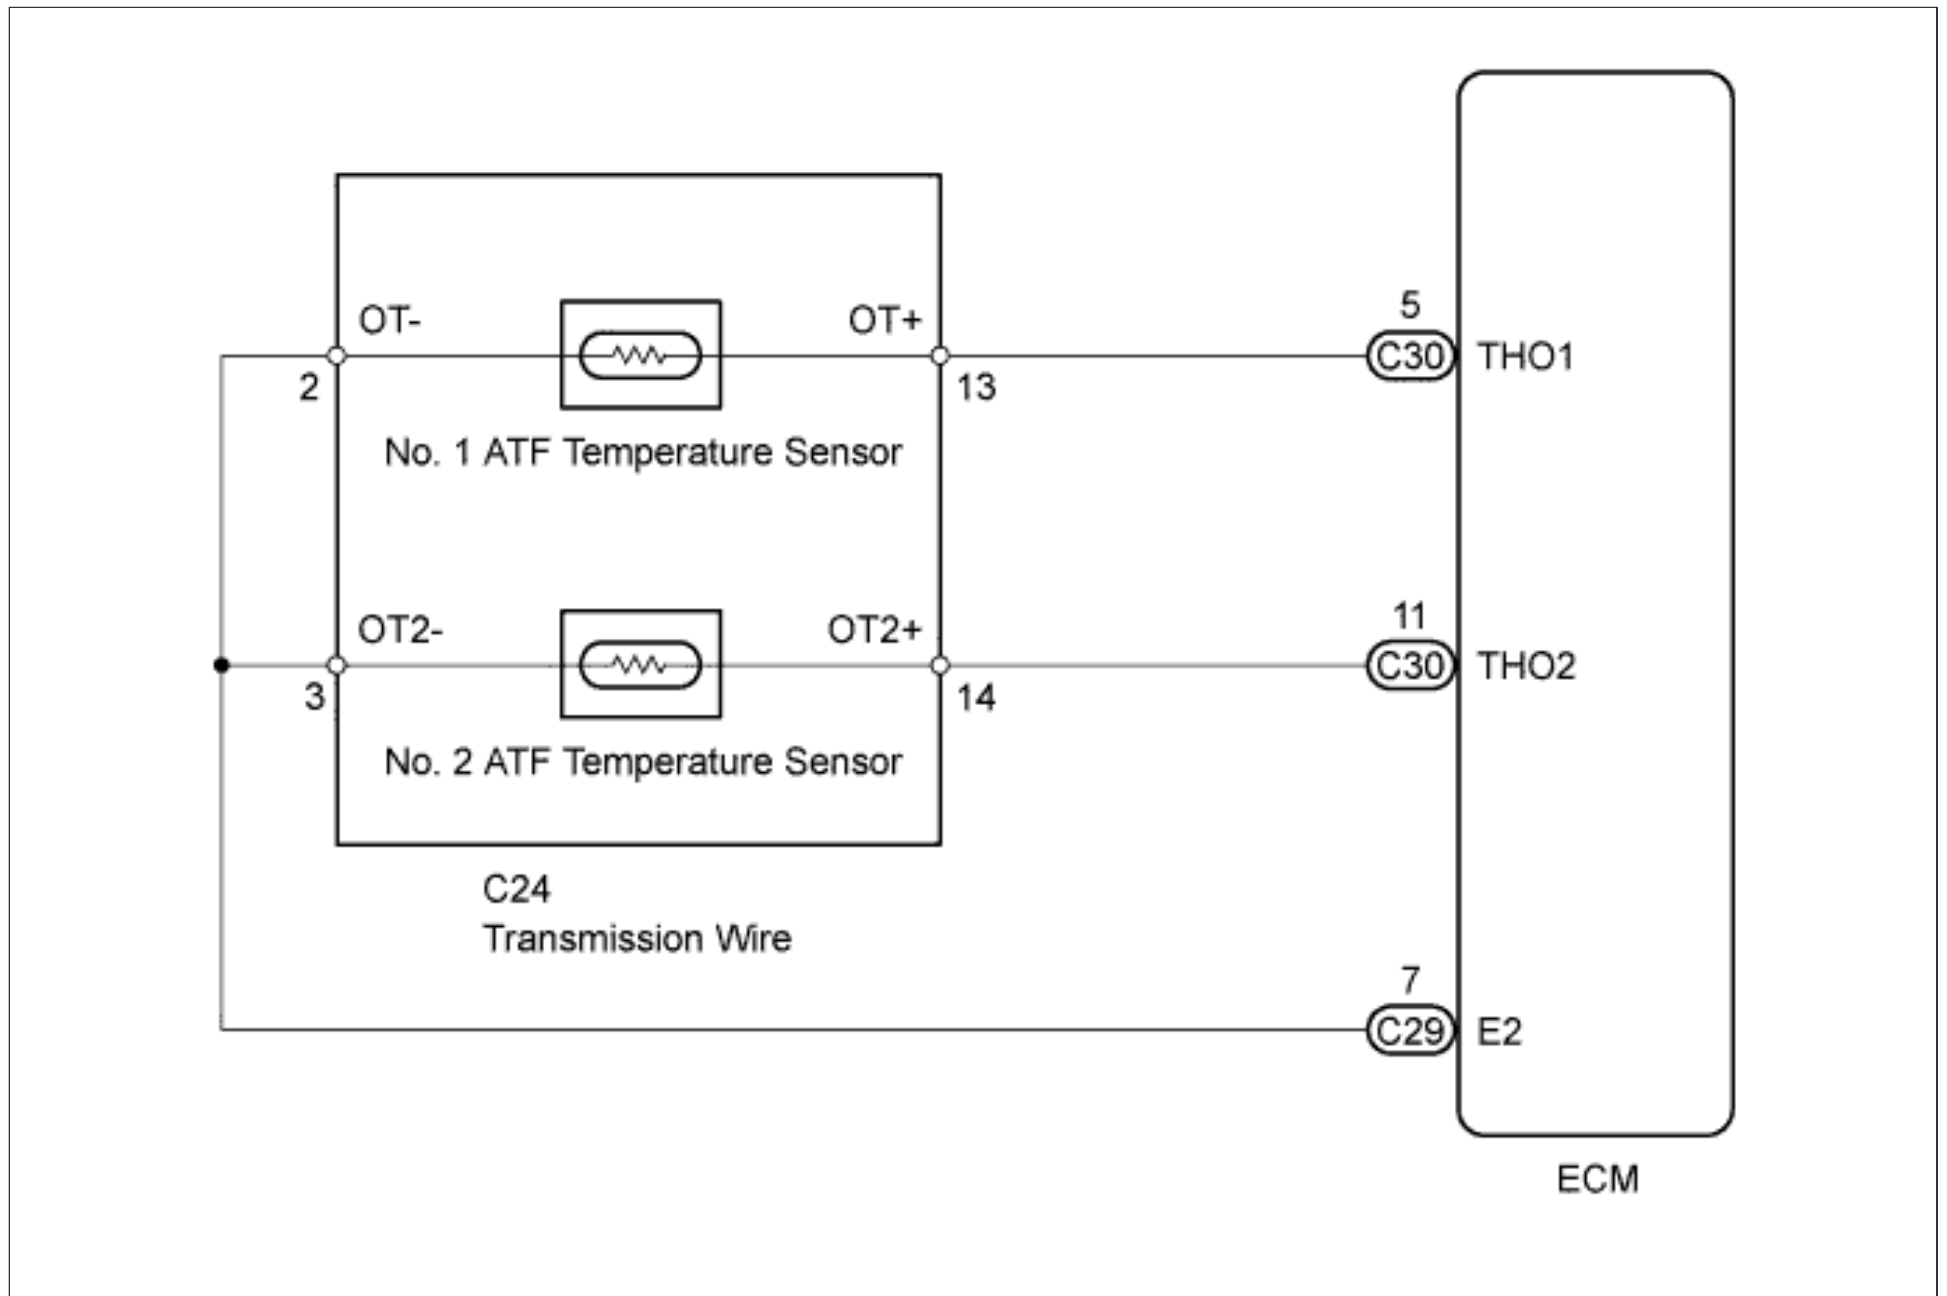 OT-
OT+
5
C30
THO1
2
13
No. 1 ATF Temperature Sensor
OT2-
OT2+
11
C30
THO2
3
14
No. 2 ATF Temperature Sensor
C24
Transmission Wire
7
C29
E2
ECM